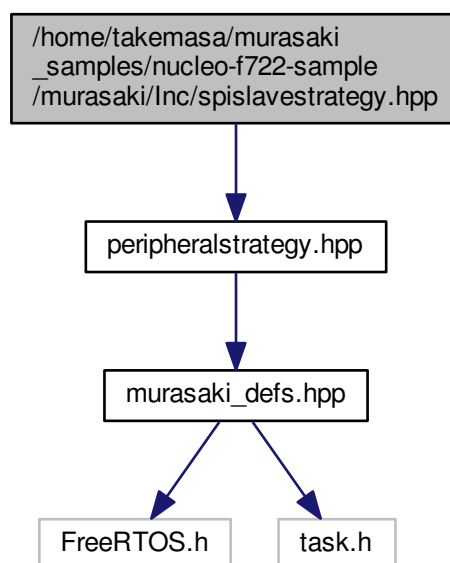 /home/takemasa/murasaki
_samples/nucleo-f722-sample
/murasaki/Inc/spislavestrategy.hpp
peripheralstrategy.hpp
murasaki_defs.hpp
FreeRTOS.h
task.h